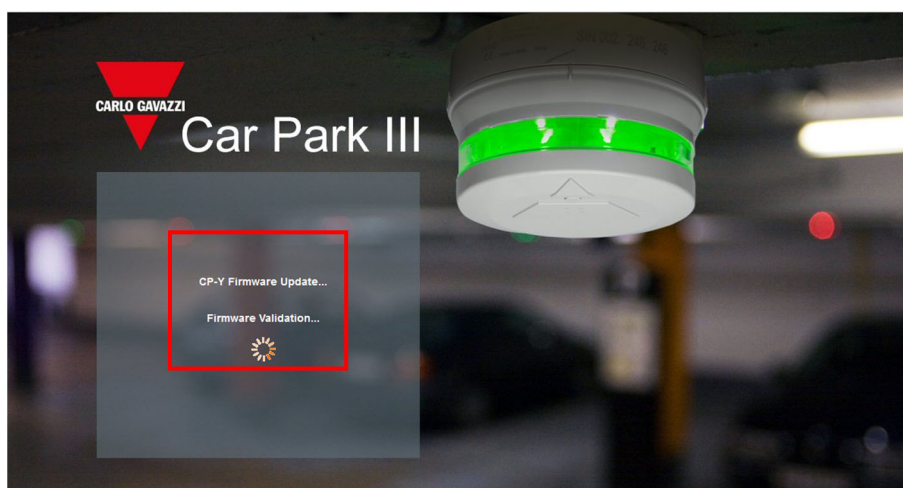 CARLO GAVAZZI
Car Park III
CP-Y Firmware Update...
Firmware Validation...